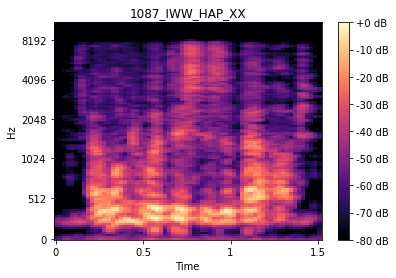 1087_IWW_HAP_XX
Hz
8192
4096
2048
1024
512
0
0
0.5
1
1.5
Time
+0 dB
-10 dB
-20 dB
-30 dB
-40 dB
-50 dB
-60 dB
-70 dB
-80 dB